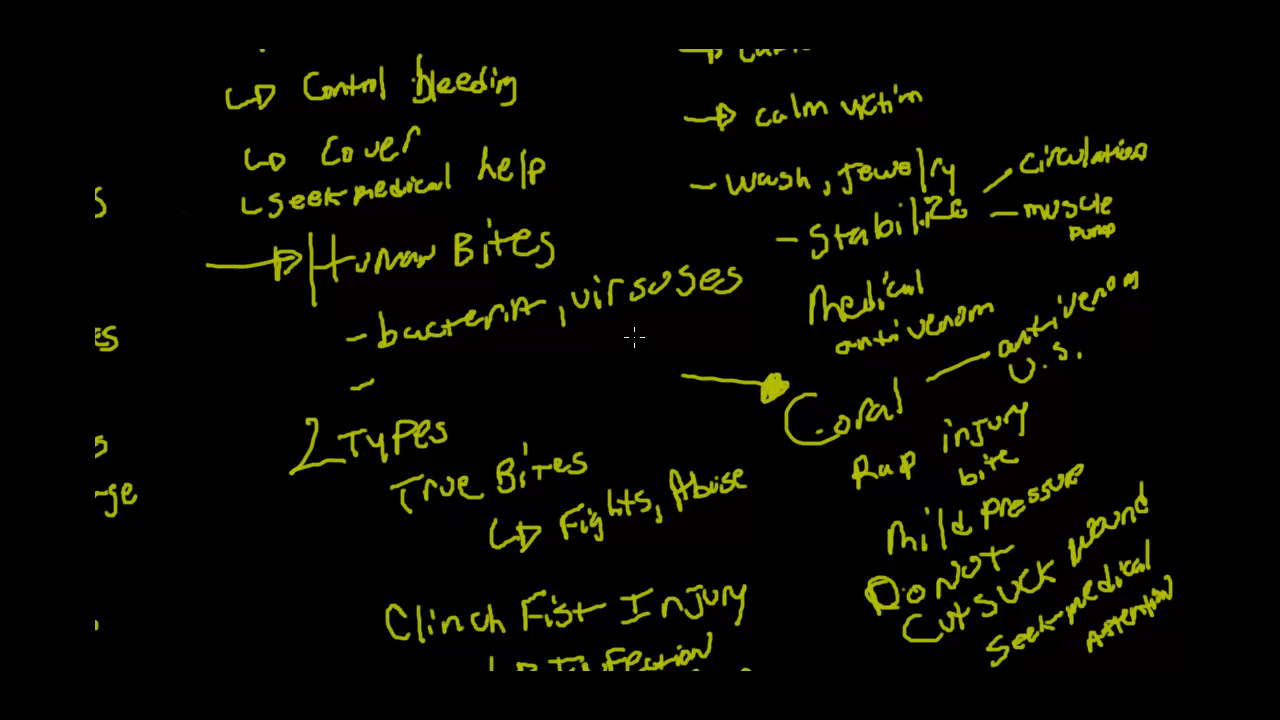 Control bleeding
Cover
seek medical help
Human Bites
- bacteria, virsuses
-
2 Types
True Bites
Fights, Abuse
Clinch Fist Injury
Infection
calm victim
- wash, jewelry
- Stabilize
circulation
- muscle
pump
Medical
antivenom
Coral — antivenom
U.S.
injury
bite
Mild pressure
DO NOT
Cut suck wound
seek medical
Attention